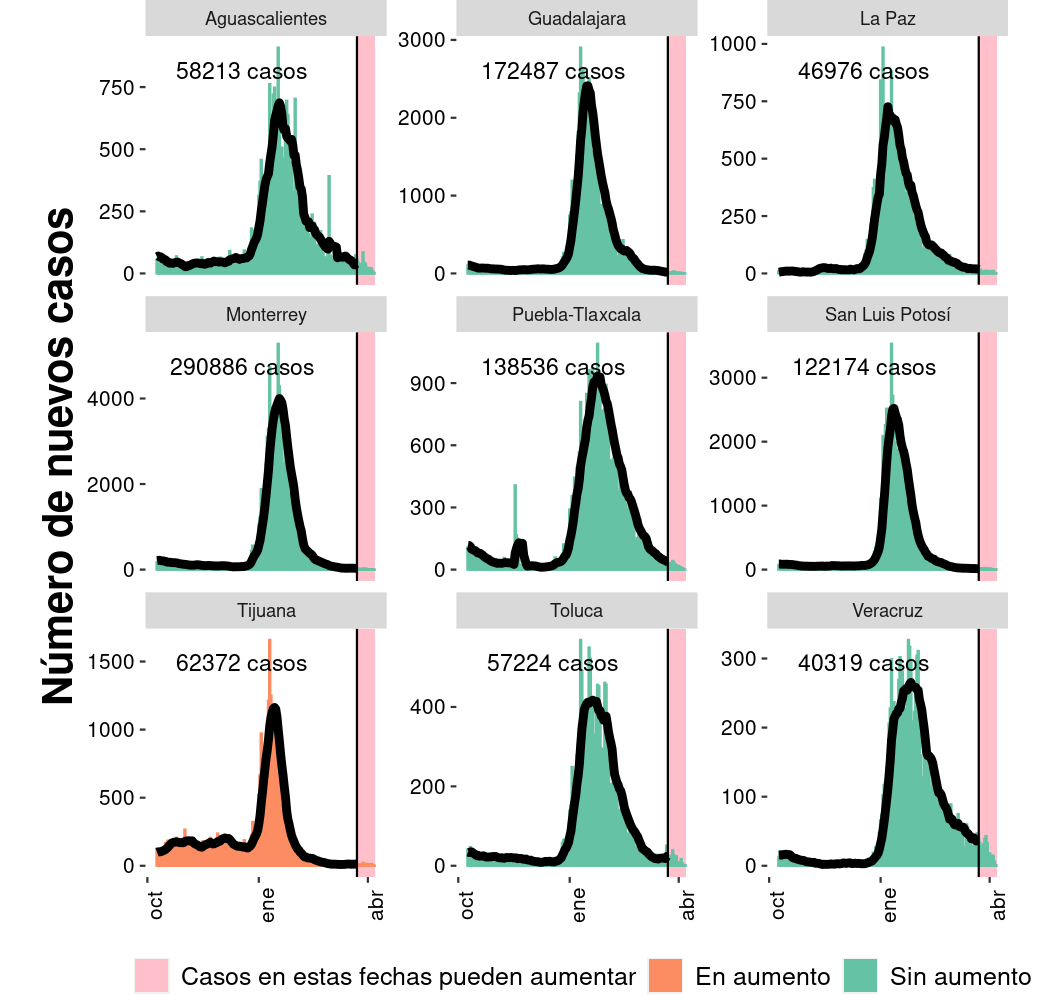 Número de nuevos casos
Aguascalientes
58213 casos
750
500
250
0
Guadalajara
172487 casos
3000
2000
1000
0
La Paz
46976 casos
1000
750
500
250
0
Monterrey
290886 casos
4000
2000
0
Puebla-Tlaxcala
138536 casos
900
600
300
0
San Luis Potosí
122174 casos
3000
2000
1000
0
Tijuana
62372 casos
1500
1000
500
0
oct
ene
abr
Toluca
57224 casos
400
200
0
oct
ene
abr
Veracruz
40319 casos
300
200
100
0
oct
ene
abr
Casos en estas fechas pueden aumentar
En aumento
Sin aumento